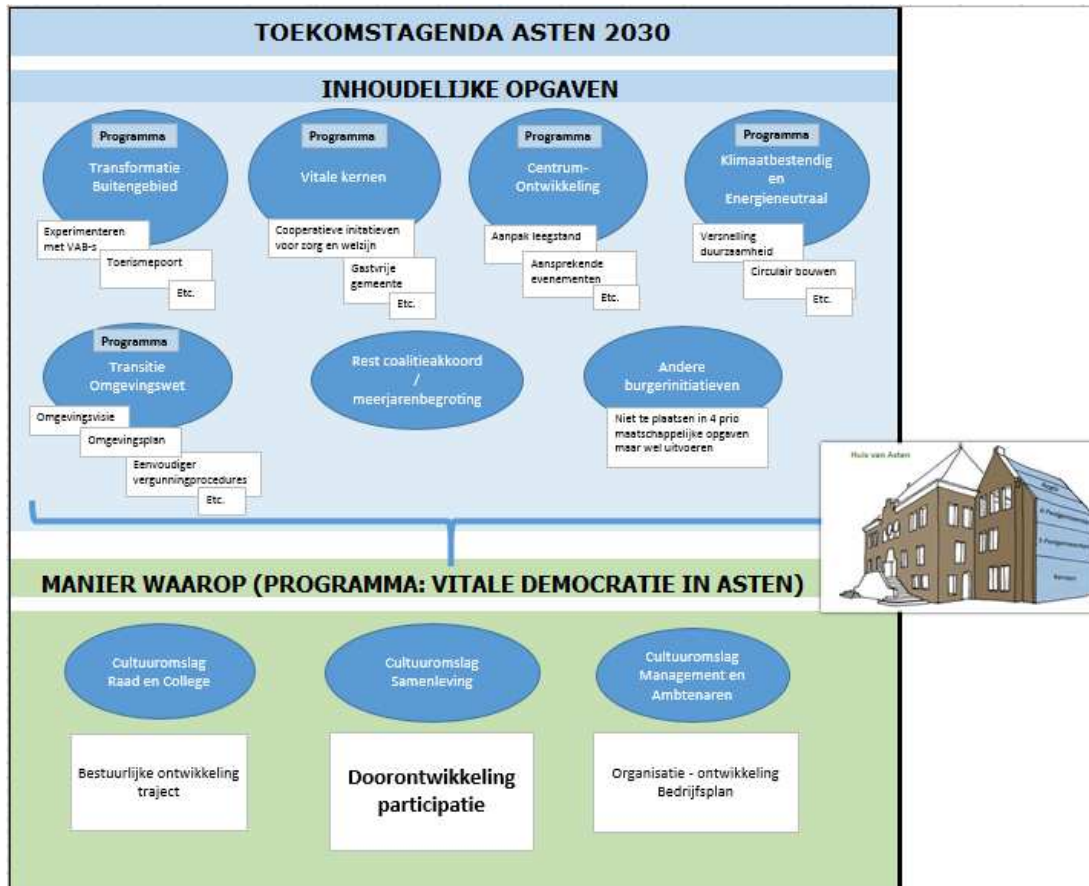 TOEKOMSTAGENDA ASTEN 2030
INHOUDELIJKE OPGAVEN
Programma
Transformatie
Buitengebied
Experimenteren
met VAB-s
Toerismepoort
Etc.
Programma
Vitale kernen
Cooperatieve initatieven
voor zorg en welzijn
Gastvrije
gemeente
Etc.
Programma
Centrum-
Ontwikkeling
Aanpak leegstand
Aansprekende
evenementen
Etc.
Programma
Klimaatbestendig
en
Energieneutraal
Versnelling
duurzaamheid
Circulair bouwen
Etc.
Programma
Transitie
Omgevingswet
Omgevingsvisie
Omgevingsplan
Eenvoudiger
vergunningprocedures
Etc.
Rest coalitieakkoord
/
meerjarenbegroting
Andere
burgerinitiatieven
Niet te plaatsen in 4 prio
maatschappelijke opgaven
maar wel uitvoeren
Huis van Asten
MANIER WAAROP (PROGRAMMA: VITALE DEMOCRATIE IN ASTEN)
Cultuuromslag
Raad en College
Bestuurlijke ontwikkeling
traject
Cultuuromslag
Samenleving
Doorontwikkeling
participatie
Cultuuromslag
Management en
Ambtenaren
Organisatie - ontwikkeling
Bedrijfsplan